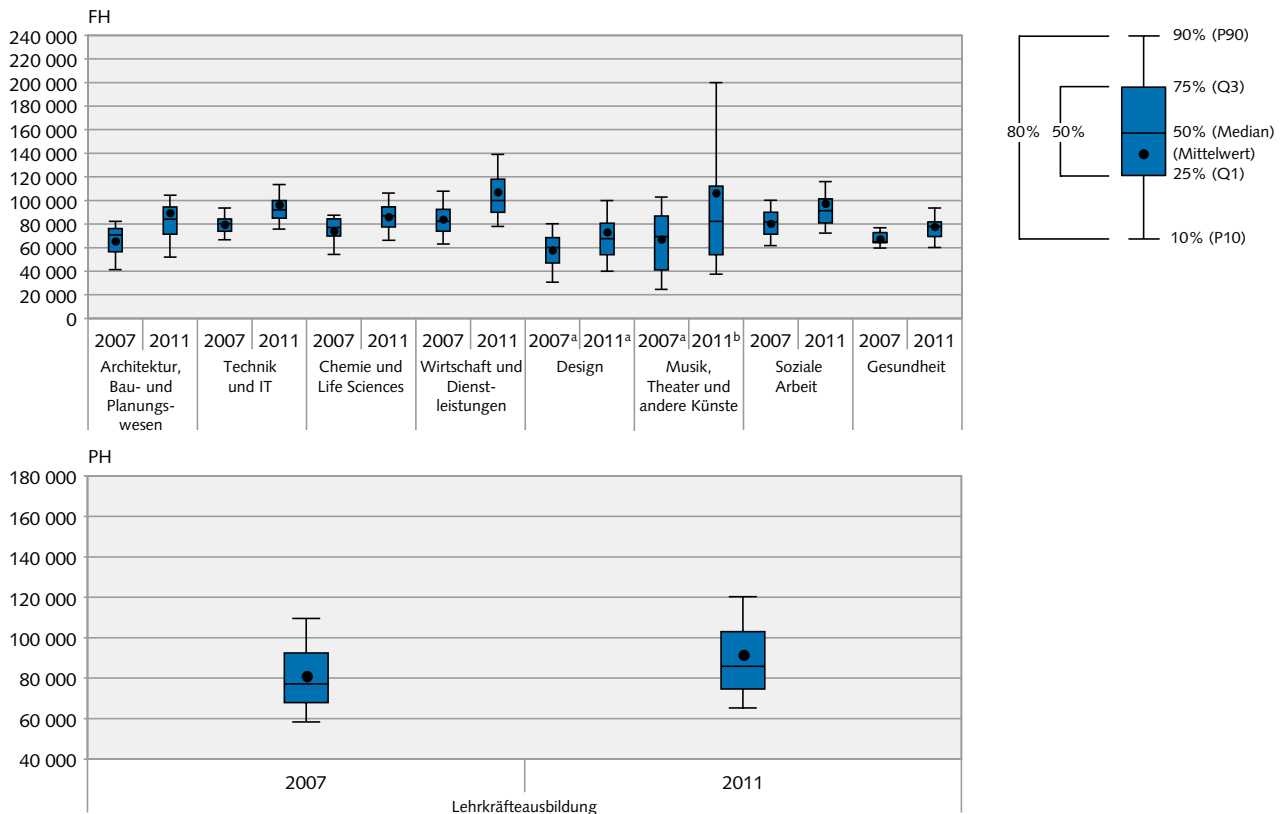 FH
240 000
220 000
200 000
180 000
160 000
140 000
120 000
100 000
80 000
60 000
40 000
20 000
0
2007 2011 2007 2011 2007 2011 2007 2011 2007ᵃ 2011ᵃ 2007ᵃ 2011ᵇ 2007 2011 2007 2011
Architektur,
Bau- und
Planungs-
wesen
Technik
und IT
Chemie und
Life Sciences
Wirtschaft und
Dienst-
leistungen
Design
Musik,
Theater und
andere Künste
Soziale
Arbeit
Gesundheit
90% (P90)
75% (Q3)
80% 50% 50% (Median)
(Mittelwert)
25% (Q1)
10% (P10)
PH
180 000
160 000
140 000
120 000
100 000
80 000
60 000
40 000
2007 2011
Lehrkräfteausbildung